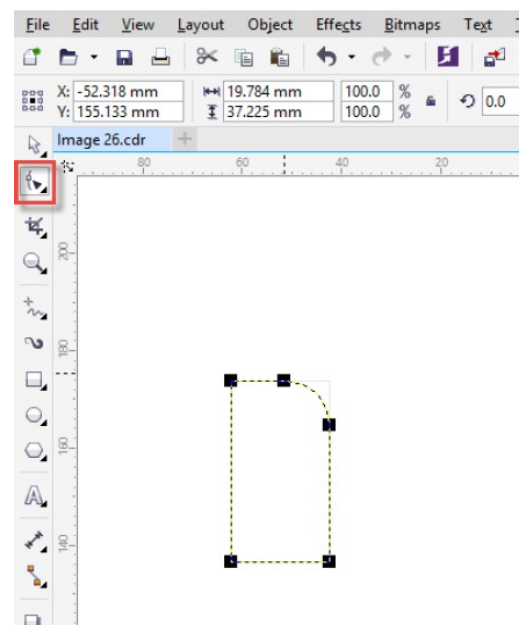 File Edit View Layout Object Effects Bitmaps Text
X: -52.318 mm 19.784 mm 100.0 % 0.0
Y: 155.133 mm 37.225 mm 100.0 %
Image 26.cdr
80 60 40 20
200
180
160
140